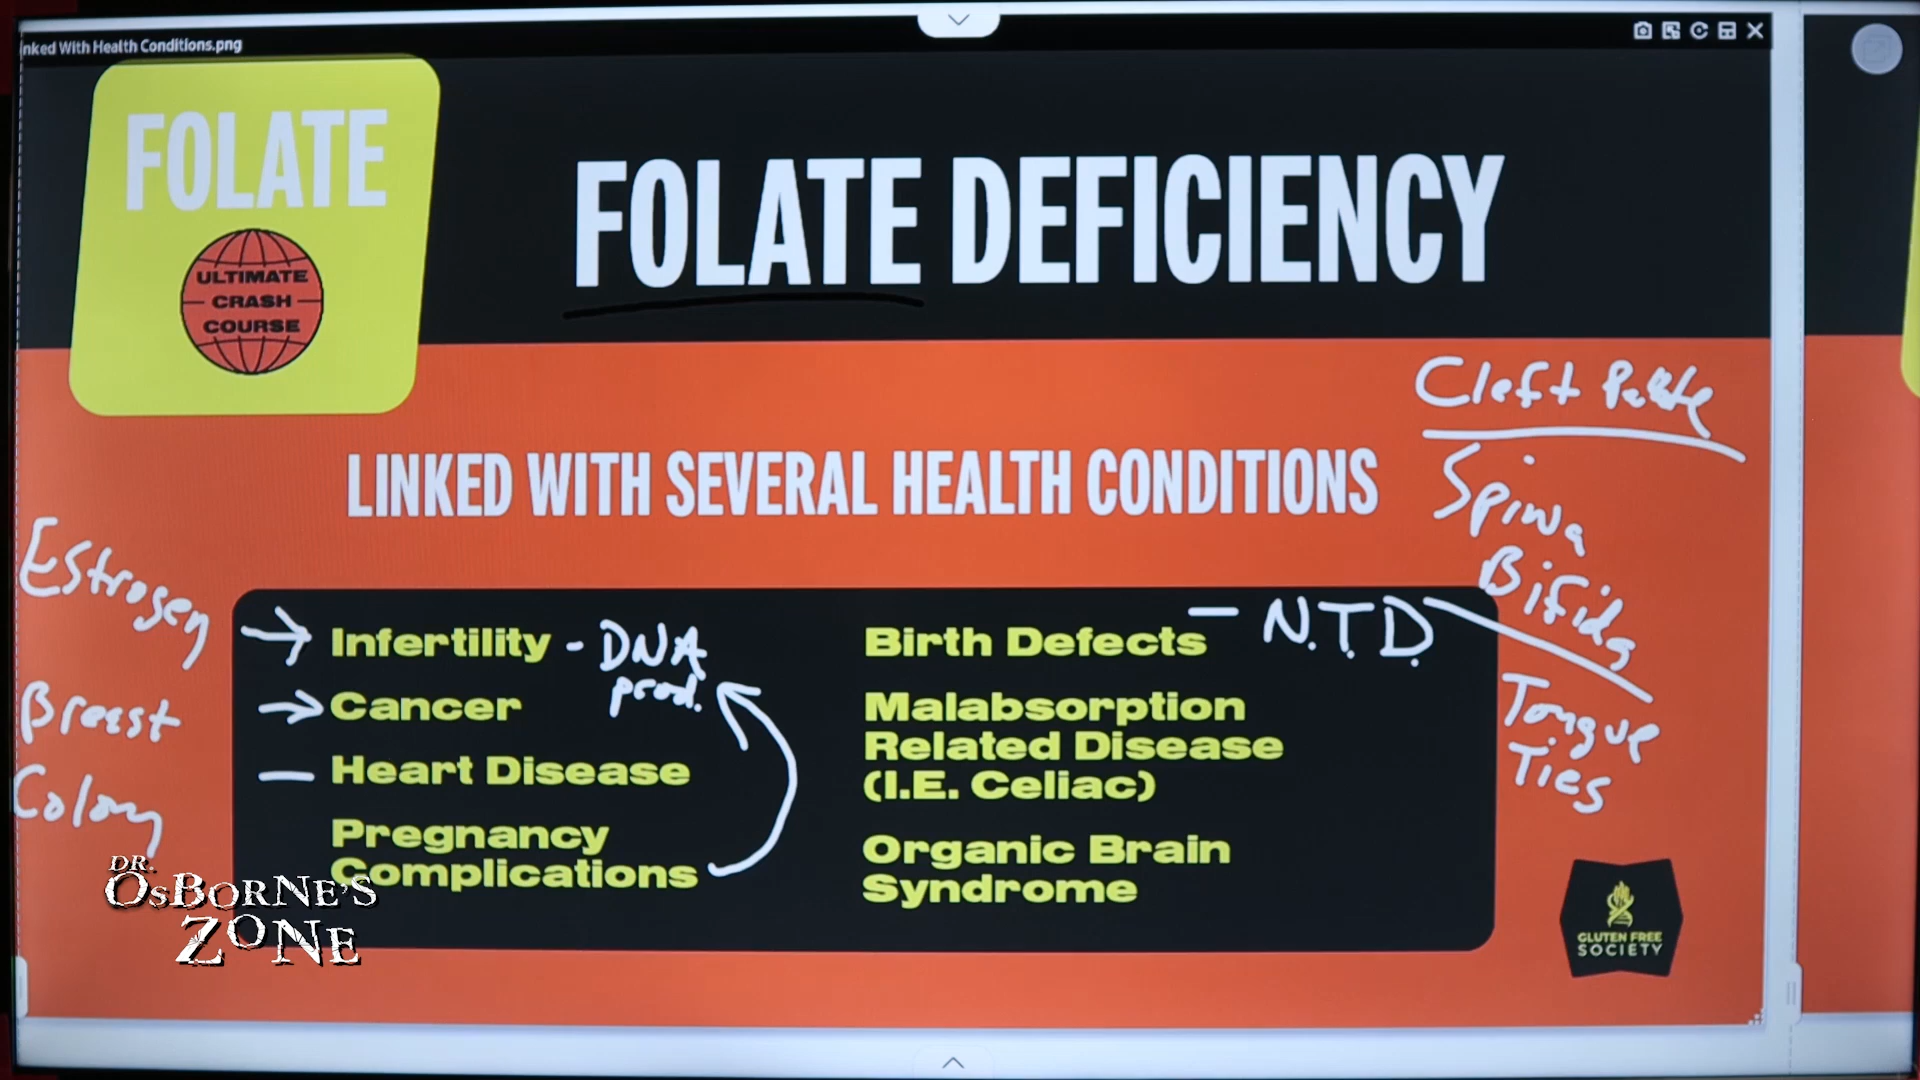 nked With Health Conditions.png
FOLATE
ULTIMATE
CRASH
COURSE
FOLATE DEFICIENCY
LINKED WITH SEVERAL HEALTH CONDITIONS
Cleft Palate
Spina
Bifida
Tongue
Ties
Estrogen
Breast
Colon
Infertility - DNA
prod.
Cancer
Heart Disease
Pregnancy
Complications
Birth Defects - N.T.D.
Malabsorption
Related Disease
(I.E. Celiac)
Organic Brain
Syndrome
DR.
OSBORNE'S
ZONE
GLUTEN FREE
SOCIETY